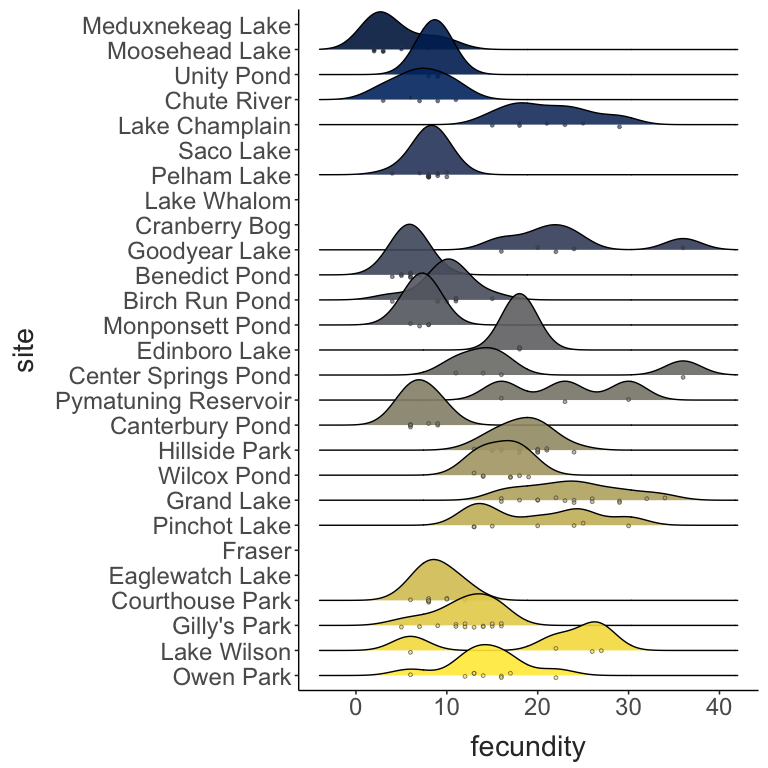 Meduxnekeag Lake
Moosehead Lake
Unity Pond
Chute River
Lake Champlain
Saco Lake
Pelham Lake
Lake Whalom
Cranberry Bog
Goodyear Lake
Benedict Pond
Birch Run Pond
Monponsett Pond
Edinboro Lake
Center Springs Pond
Pymatuning Reservoir
Canterbury Pond
Hillside Park
Wilcox Pond
Grand Lake
Pinchot Lake
Fraser
Eaglewatch Lake
Courthouse Park
Gilly's Park
Lake Wilson
Owen Park
site
0 10 20 30 40
fecundity